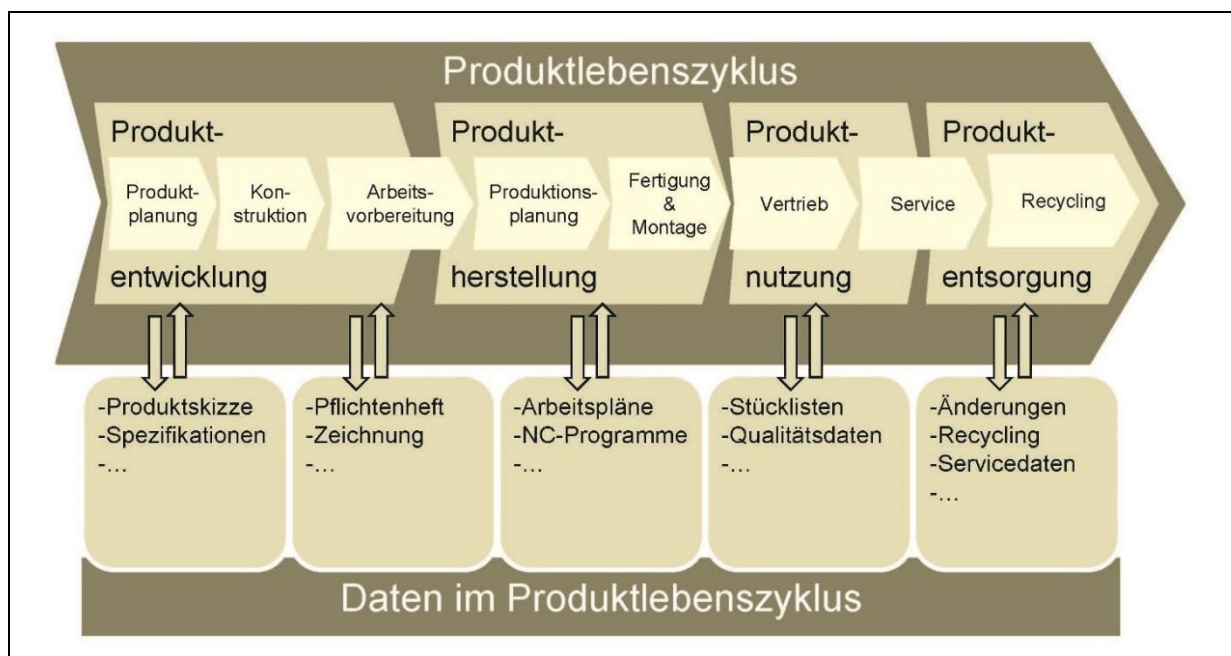 Produktlebenszyklus
Produkt-
Produkt-
Produkt-
Produkt-
Produkt-
planung
Kon-
struktion
Arbeits-
vorbereitung
Produktions-
planung
Fertigung
&
Montage
Vertrieb
Service
Recycling
entwicklung
herstellung
nutzung
entsorgung
-Produktskizze
-Spezifikationen
-...
-Pflichtenheft
-Zeichnung
-...
-Arbeitspläne
-NC-Programme
-...
-Stücklisten
-Qualitätsdaten
-...
-Änderungen
-Recycling
-Servicedaten
-...
Daten im Produktlebenszyklus